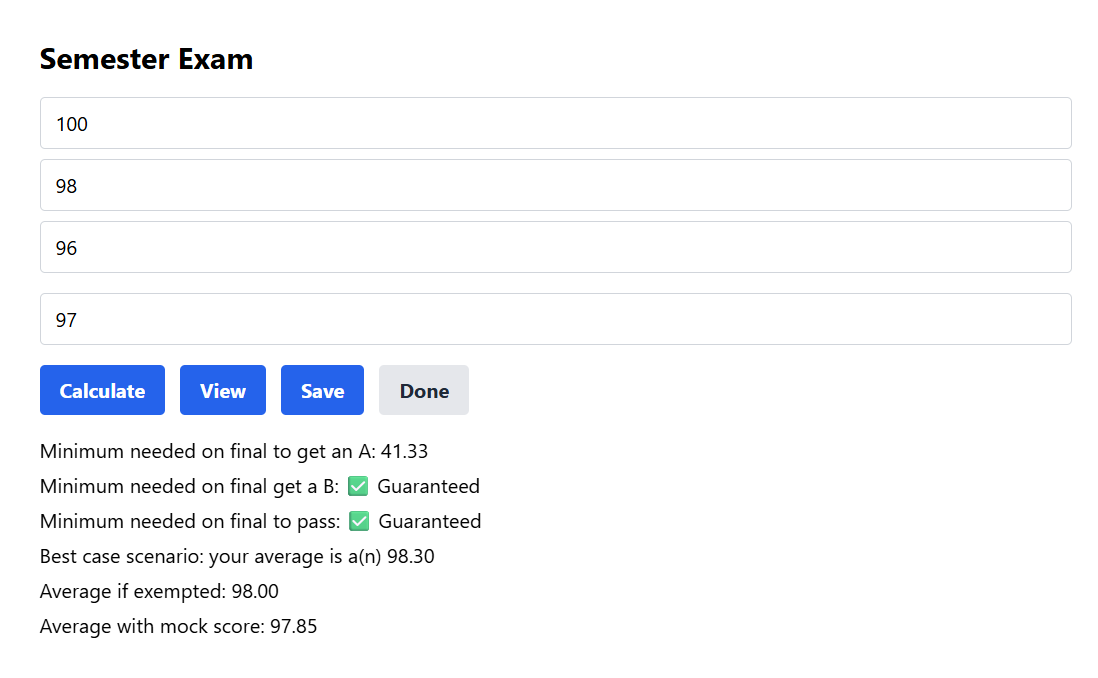 Semester Exam
100
98
96
97
Calculate View Save Done
Minimum needed on final to get an A: 41.33
Minimum needed on final get a B: ✅ Guaranteed
Minimum needed on final to pass: ✅ Guaranteed
Best case scenario: your average is a(n) 98.30
Average if exempted: 98.00
Average with mock score: 97.85